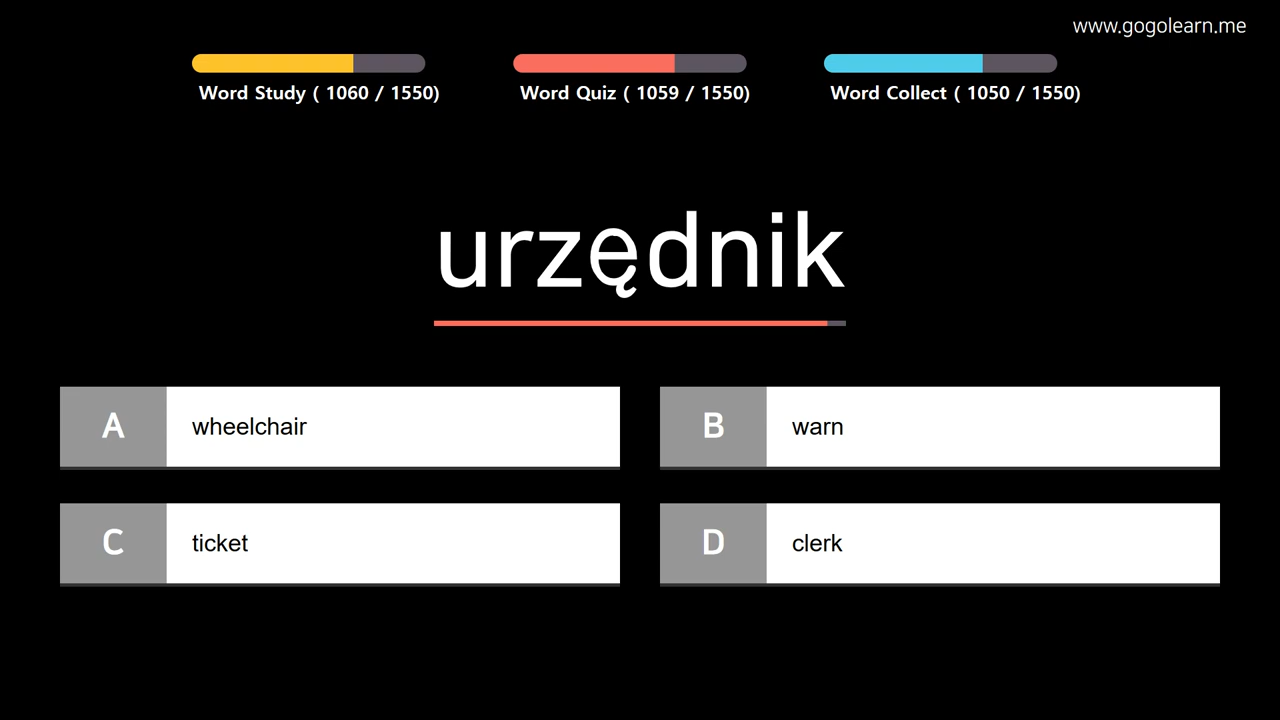 www.gogolearn.me
Word Study ( 1060 / 1550)
Word Quiz ( 1059 / 1550)
Word Collect ( 1050 / 1550)
urzędnik
A wheelchair
B warn
C ticket
D clerk